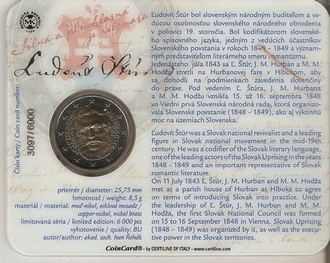 Ľudovít Štúr bol slovenským národným buditeľom a ve-
dúcou osobnosťou slovenského národného obrodenia
v polovici 19. storočia. Bol kodifikátorom slovenské-
ho spisovného jazyka, jedným z vedúcich účastníkov
Slovenského povstania v rokoch 1848 - 1849 a význam-
ným predstaviteľom literárneho smeru romantizmu.
Jedenásteho júla 1843 sa Ľ. Štúr, J. M. Hurban a M. M.
Hodža stretli na Hurbanovej fare v Hlbokom, aby sa
dohodli na podmienkach zavedenia slovenčiny do
praxe. Pod vedením Ľ. Štúra, J. M. Hurbana
a M. M. Hodžu vznikla 15. až 16. septembra 1848
vo Viedni prvá Slovenská národná rada, ktorá organizo-
vala Slovenské povstanie (1848 - 1849), ako aj výkonnú
moc na slovenskom území.
Ľudovít Štúr was a Slovak national revivalist and a leading
figure in Slovak national movement; in the mid-19th
century. He was a codifier of the Slovak literary language,
one of the leading actors of the Slovak Uprising in the years
1848 - 1849 and an important representative of Slovak
romantic literature.
On 11 July 1843 Ľ. Štúr, J. M. Hurban and M. M. Hodža
met at a parish house of Hurban at Hlboké to agree
on terms of introducing Slovak into practice. Under
the leadership of Ľ. Štúr, J. M. Hurban and M. M.
Hodža, the first Slovak National Council was formed
on 15 to 16 September 1848 in Vienna. Slovak Uprising
(1848 - 1849) was organized by it, as well as the executive
power in the Slovak territories.
Ľudovít Štúr
Číslo karty / Coin card number:
3097/6000
priemer / diameter: 25,75 mm
hmotnosť / weight: 8,5 g
materiál / material: med-nikel, niklová mosadz /
copper-nickel, nickel brass
limitovaná séria / limited edition: 6 000 pcs
vyhotovenie / quality: BU
autor / author: akad. soch. Ivan Řehák
CoinCard® - by CERTILINE OF ITALY - www.certiline.com